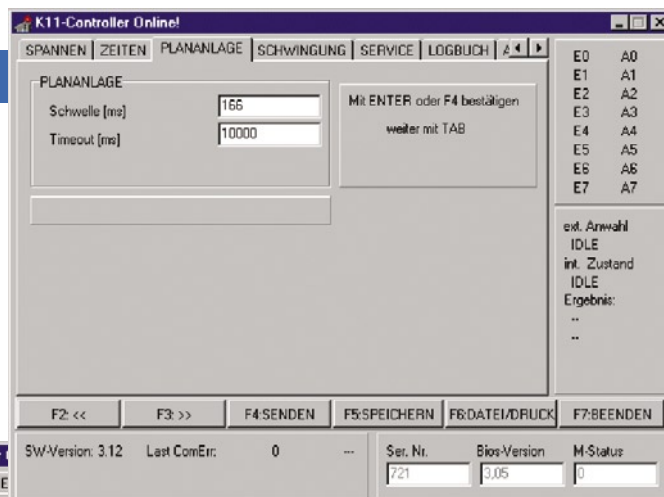 K11-Controller Online!
SPANNEN ZEITEN PLANANLAGE SCHWINGUNG SERVICE LOGBUCH
PLANANLAGE
Schwelle [ms] 166
Timeout [ms] 10000
Mit ENTER oder F4 bestätigen
weiter mit TAB
E0 A0
E1 A1
E2 A2
E3 A3
E4 A4
E5 A5
E6 A6
E7 A7
ext. Anwahl
IDLE
int. Zustand
IDLE
Ergebnis:
--
--
F2: << F3: >> F4:SENDEN F5:SPEICHERN F6:DATEI/DRUCK F7:BEENDEN
SW-Version: 3.12 Last ComErr: 0 ---
Ser. Nr. Bios-Version M-Status
721 3,05 0